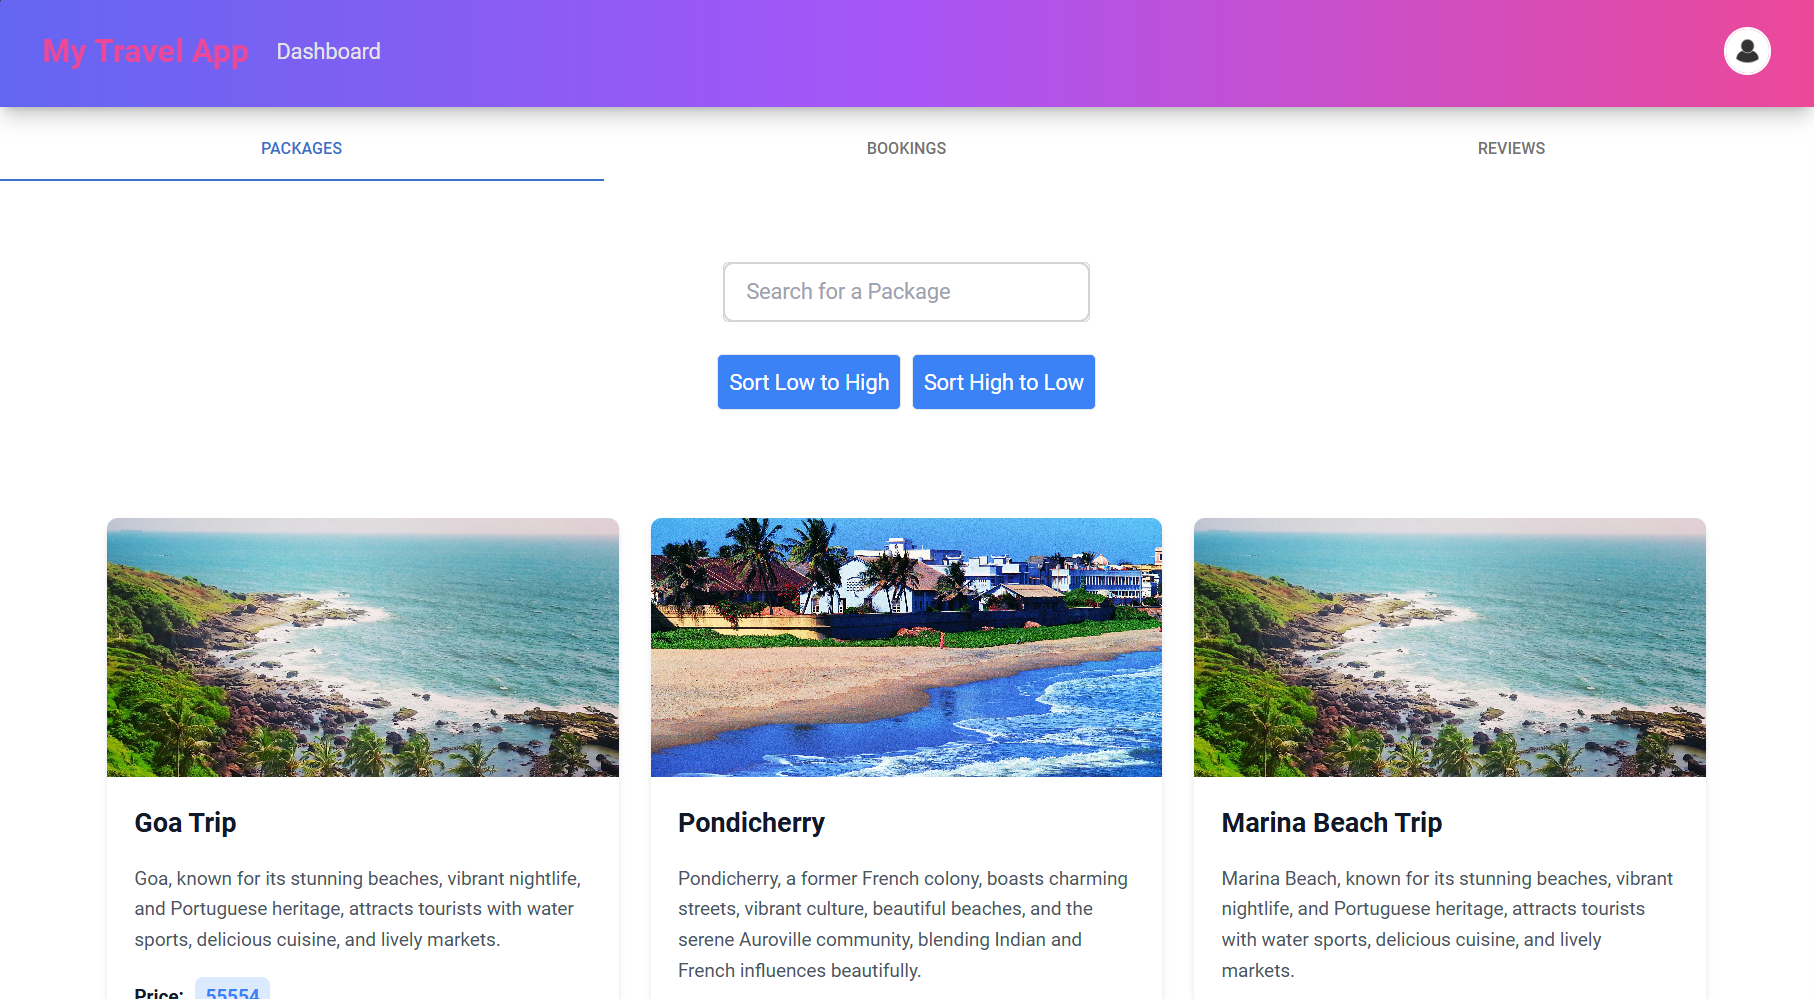 My Travel App Dashboard
PACKAGES BOOKINGS REVIEWS
Search for a Package
Sort Low to High Sort High to Low
Goa Trip
Goa, known for its stunning beaches, vibrant nightlife,
and Portuguese heritage, attracts tourists with water
sports, delicious cuisine, and lively markets.
Price: 55554
Pondicherry
Pondicherry, a former French colony, boasts charming
streets, vibrant culture, beautiful beaches, and the
serene Auroville community, blending Indian and
French influences beautifully.
Marina Beach Trip
Marina Beach, known for its stunning beaches, vibrant
nightlife, and Portuguese heritage, attracts tourists
with water sports, delicious cuisine, and lively
markets.